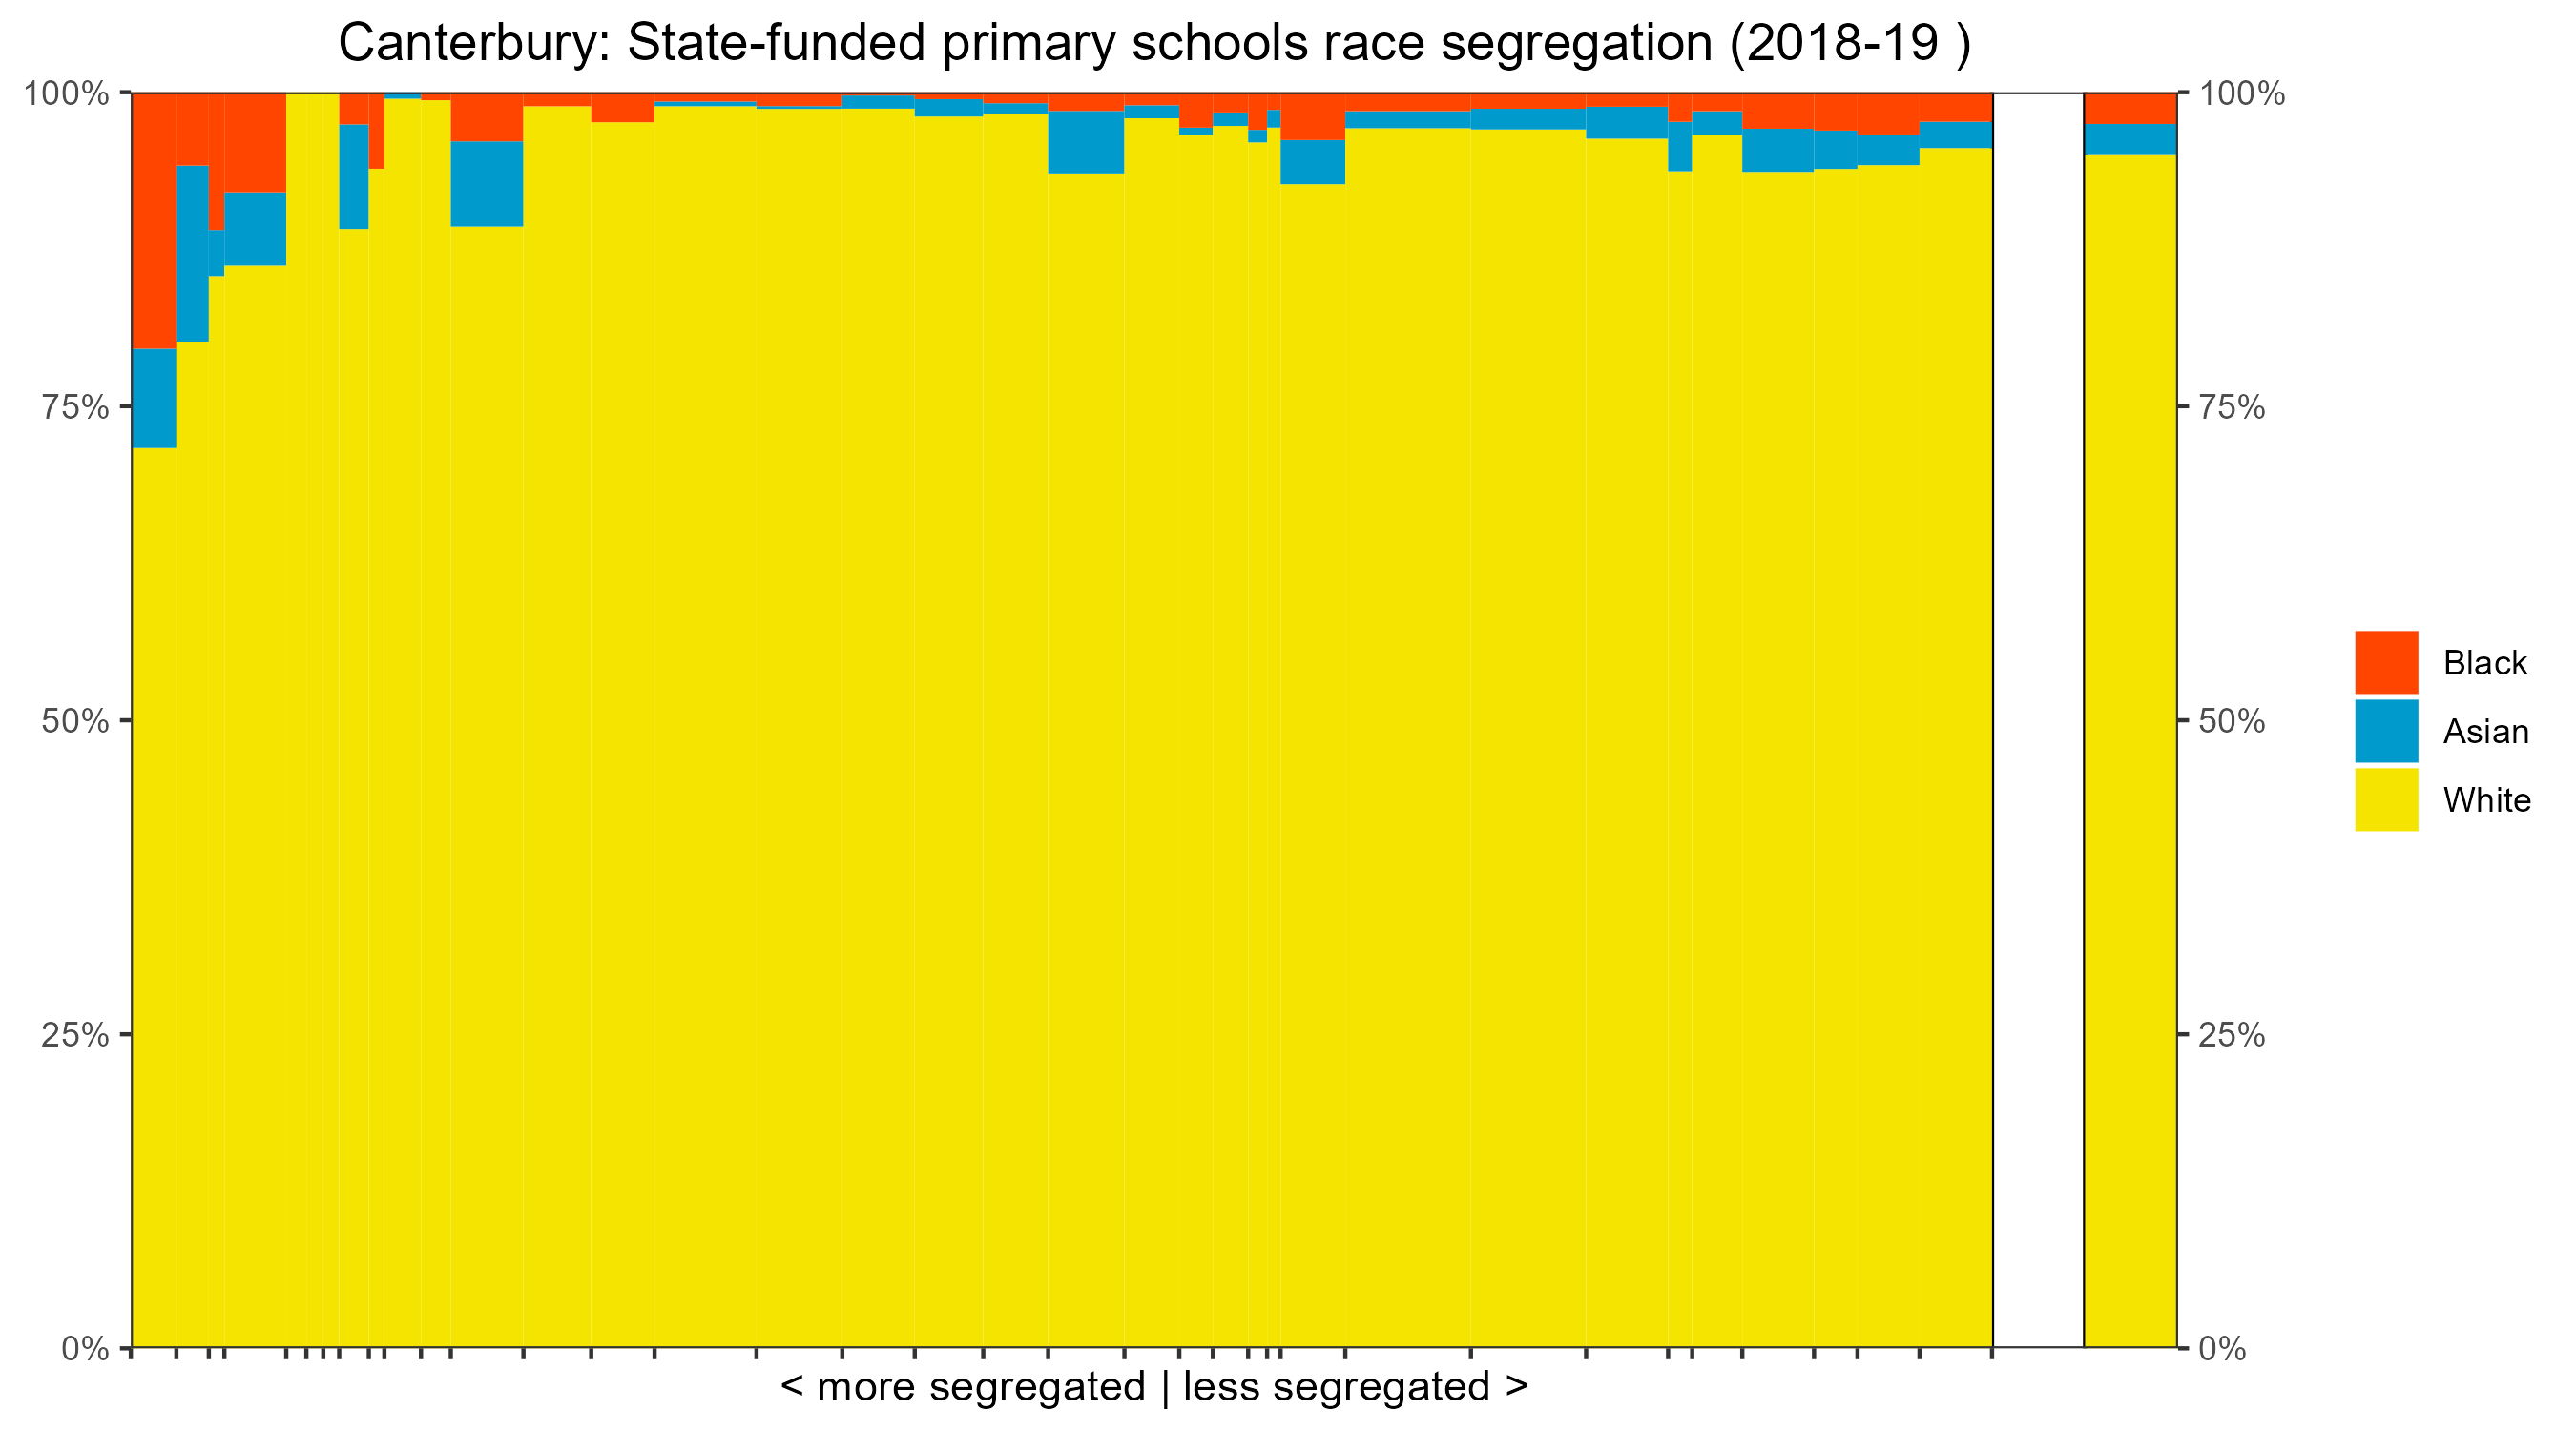 Canterbury: State-funded primary schools race segregation (2018-19 )
100% 100%
75% 75%
50% 50%
25% 25%
0% 0%
Black
Asian
White
< more segregated | less segregated >